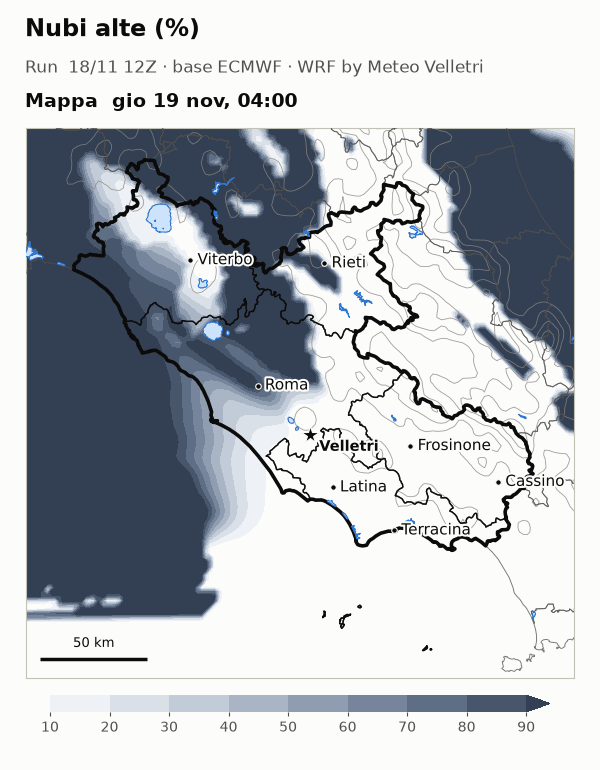 Nubi alte (%)
Run 18/11 12Z · base ECMWF · WRF by Meteo Velletri
Mappa gio 19 nov, 04:00
Viterbo
Rieti
Roma
Velletri
Frosinone
Cassino
Latina
Terracina
50 km
10 20 30 40 50 60 70 80 90